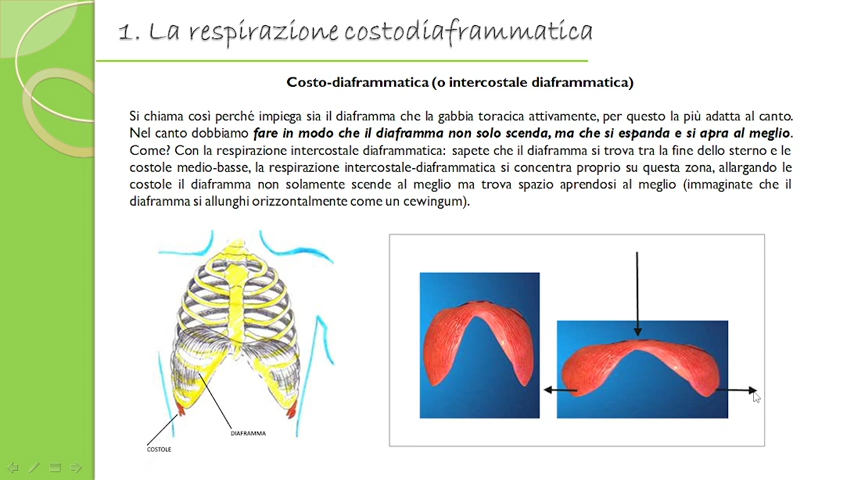 1. La respirazione costodiaframmatica
Costo-diaframmatica (o intercostale diaframmatica)
Si chiama così perché impiega sia il diaframma che la gabbia toracica attivamente, per questo la più adatta al canto.
Nel canto dobbiamo fare in modo che il diaframma non solo scenda, ma che si espanda e si apra al meglio.
Come? Con la respirazione intercostale diaframmatica: sapete che il diaframma si trova tra la fine dello sterno e le
costole medio-basse, la respirazione intercostale-diaframmatica si concentra proprio su questa zona, allargando le
costole il diaframma non solamente scende al meglio ma trova spazio aprendosi al meglio (immaginate che il
diaframma si allunghi orizzontalmente come un cewingum).
DIAFRAMMA
COSTOLE